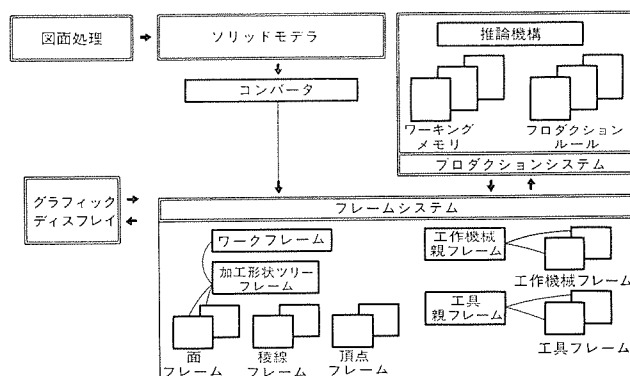 図面処理
ソリッドモデラ
コンバータ
推論機構
ワーキング
メモリ
フロダクション
ルール
プロダクションシステム
グラフィック
ディスプレイ
フレームシステム
ワークフレーム
加工形状ツリー
フレーム
面
フレーム
稜線
フレーム
頂点
フレーム
工作機械
親フレーム
工作機械フレーム
工具
親フレーム
工具フレーム